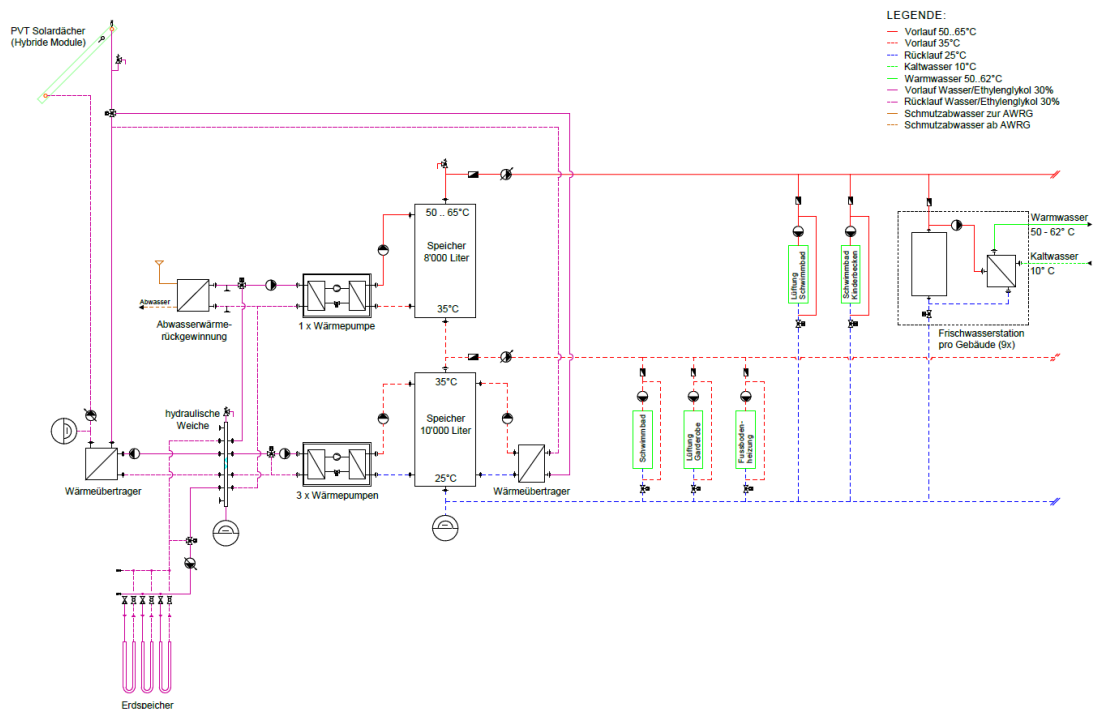 PVT Solardächer
(Hybride Module)
LEGENDE:
Vorlauf 50..65°C
Vorlauf 35°C
Rücklauf 25°C
Kaltwasser 10°C
Warmwasser 50..62°C
Vorlauf Wasser/Ethylenglykol 30%
Rücklauf Wasser/Ethylenglykol 30%
Schmutzabwasser zur AWRG
Schmutzabwasser ab AWRG
50 .. 65°C
Speicher
8'000 Liter
35°C
Lüftung
Schwimmbad
Schwimmbad
Kinderbecken
Warmwasser
50 - 62° C
Kaltwasser
10° C
Frischwasserstation
pro Gebäude (9x)
Abwasser
Abwasserwärme-
rückgewinnung
1 x Wärmepumpe
35°C
Speicher
10'000 Liter
25°C
hydraulische
Weiche
Wärmeübertrager
3 x Wärmepumpen
Wärmeübertrager
Schwimmbad
Lüftung
Garderobe
Fussboden-
heizung
Erdspeicher